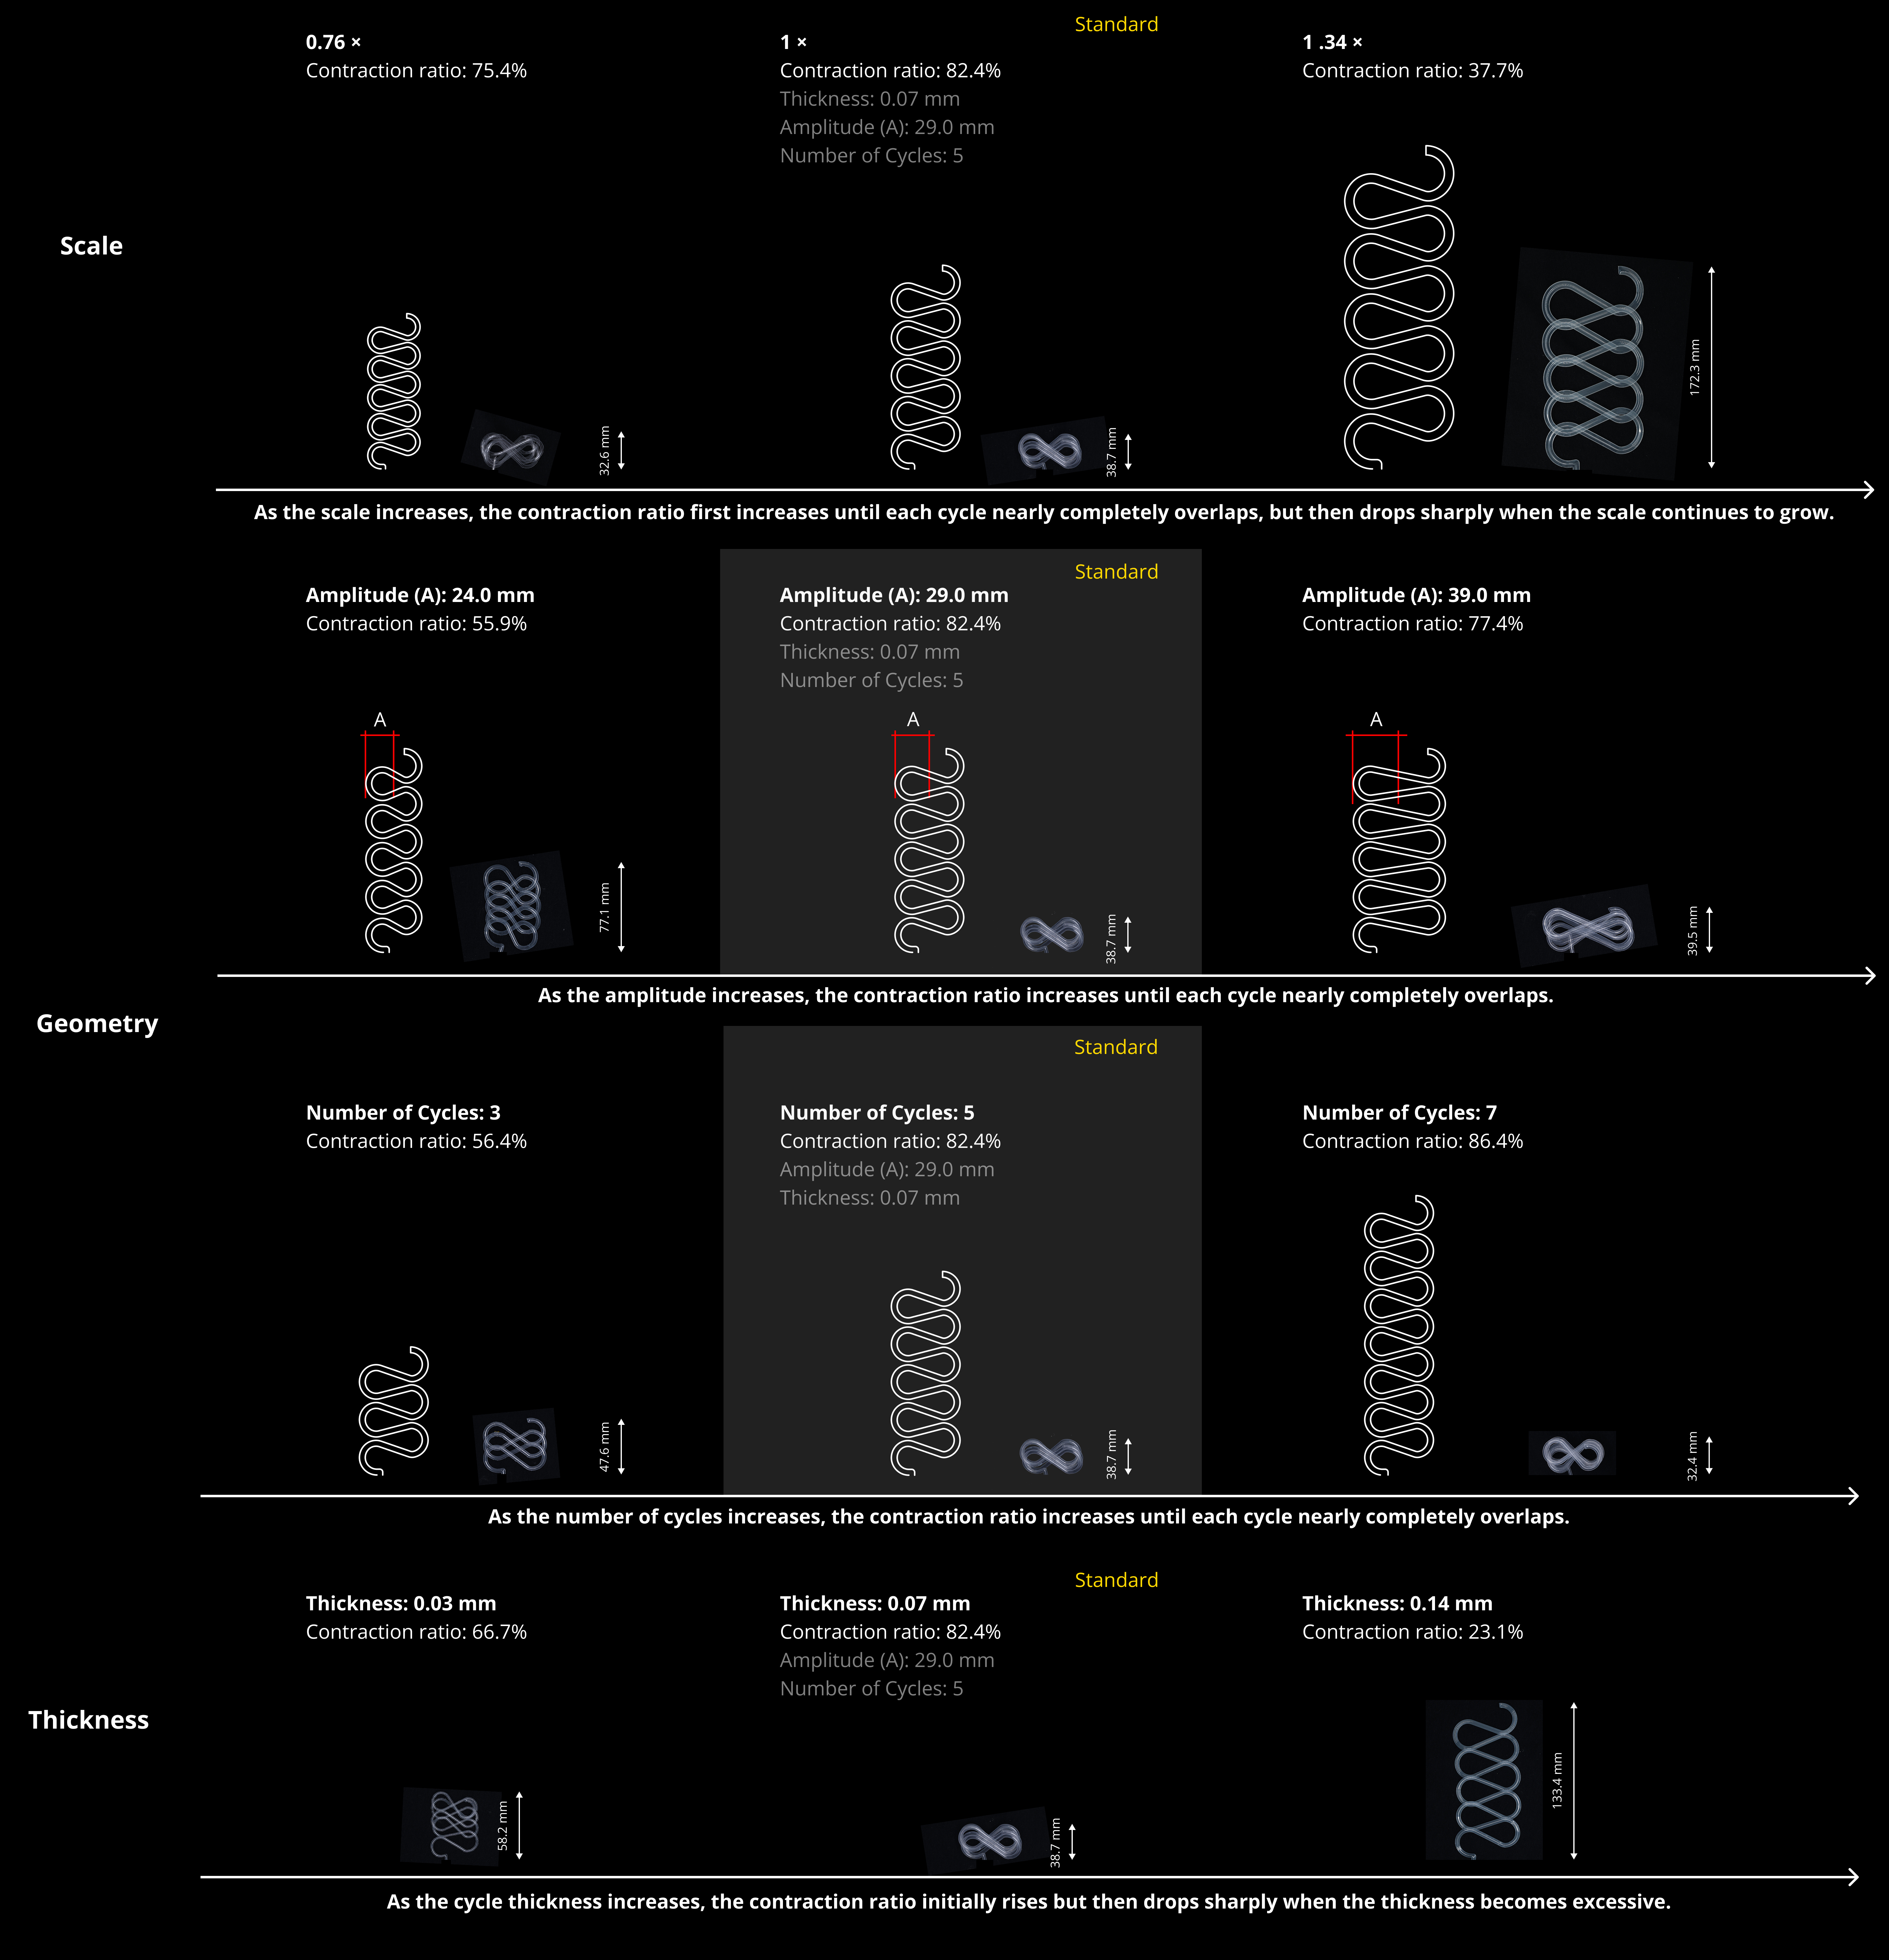 Standard
0.76 ×
Contraction ratio: 75.4%
1 ×
Contraction ratio: 82.4%
Thickness: 0.07 mm
Amplitude (A): 29.0 mm
Number of Cycles: 5
1 .34 ×
Contraction ratio: 37.7%
Scale
32.6 mm
38.7 mm
172.3 mm
As the scale increases, the contraction ratio first increases until each cycle nearly completely overlaps, but then drops sharply when the scale continues to grow.
Standard
Amplitude (A): 24.0 mm
Contraction ratio: 55.9%
Amplitude (A): 29.0 mm
Contraction ratio: 82.4%
Thickness: 0.07 mm
Number of Cycles: 5
Amplitude (A): 39.0 mm
Contraction ratio: 77.4%
A
A
A
77.1 mm
38.7 mm
39.5 mm
As the amplitude increases, the contraction ratio increases until each cycle nearly completely overlaps.
Geometry
Standard
Number of Cycles: 3
Contraction ratio: 56.4%
Number of Cycles: 5
Contraction ratio: 82.4%
Amplitude (A): 29.0 mm
Thickness: 0.07 mm
Number of Cycles: 7
Contraction ratio: 86.4%
47.6 mm
38.7 mm
32.4 mm
As the number of cycles increases, the contraction ratio increases until each cycle nearly completely overlaps.
Standard
Thickness: 0.03 mm
Contraction ratio: 66.7%
Thickness: 0.07 mm
Contraction ratio: 82.4%
Amplitude (A): 29.0 mm
Number of Cycles: 5
Thickness: 0.14 mm
Contraction ratio: 23.1%
Thickness
58.2 mm
38.7 mm
133.4 mm
As the cycle thickness increases, the contraction ratio initially rises but then drops sharply when the thickness becomes excessive.